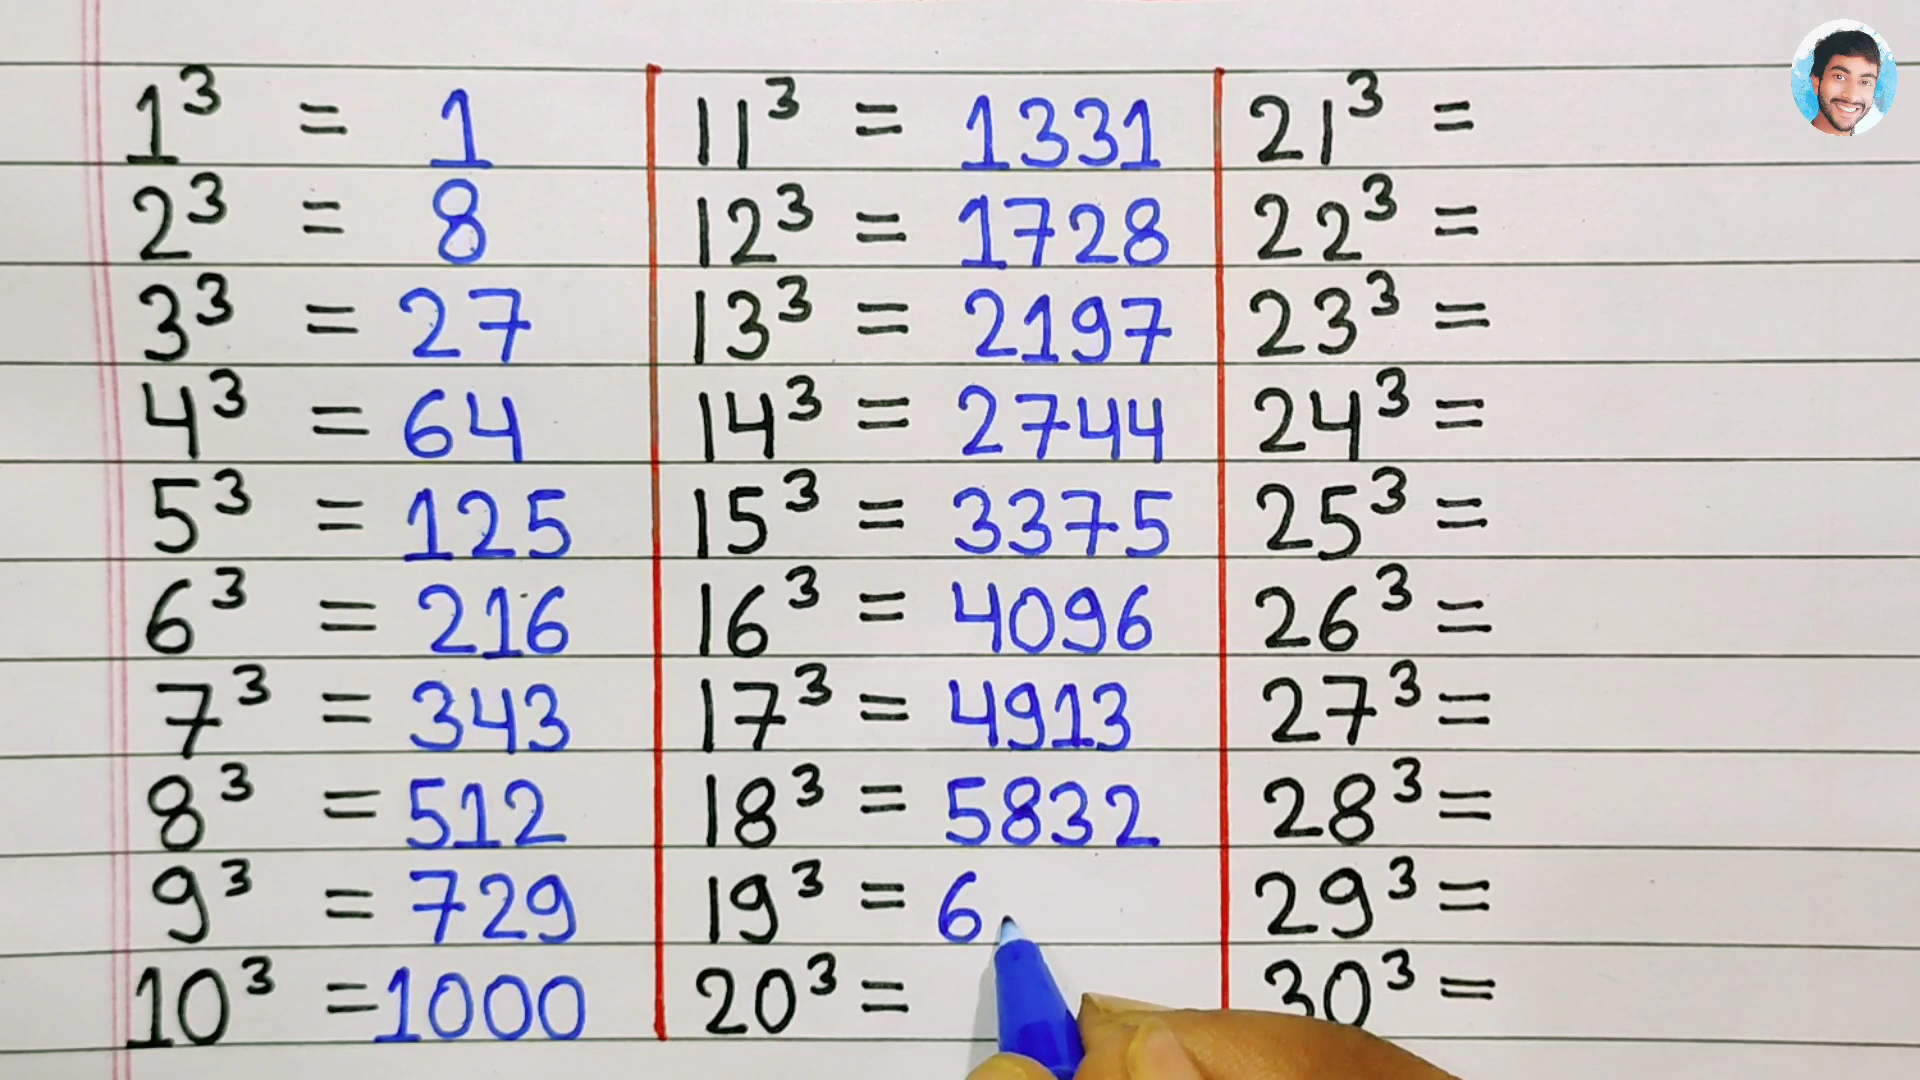 1³ = 1
2³ = 8
3³ = 27
4³ = 64
5³ = 125
6³ = 216
7³ = 343
8³ = 512
9³ = 729
10³ = 1000
11³ = 1331
12³ = 1728
13³ = 2197
14³ = 2744
15³ = 3375
16³ = 4096
17³ = 4913
18³ = 5832
19³ = 6
20³ =
21³ =
22³ =
23³ =
24³ =
25³ =
26³ =
27³ =
28³ =
29³ =
30³ =